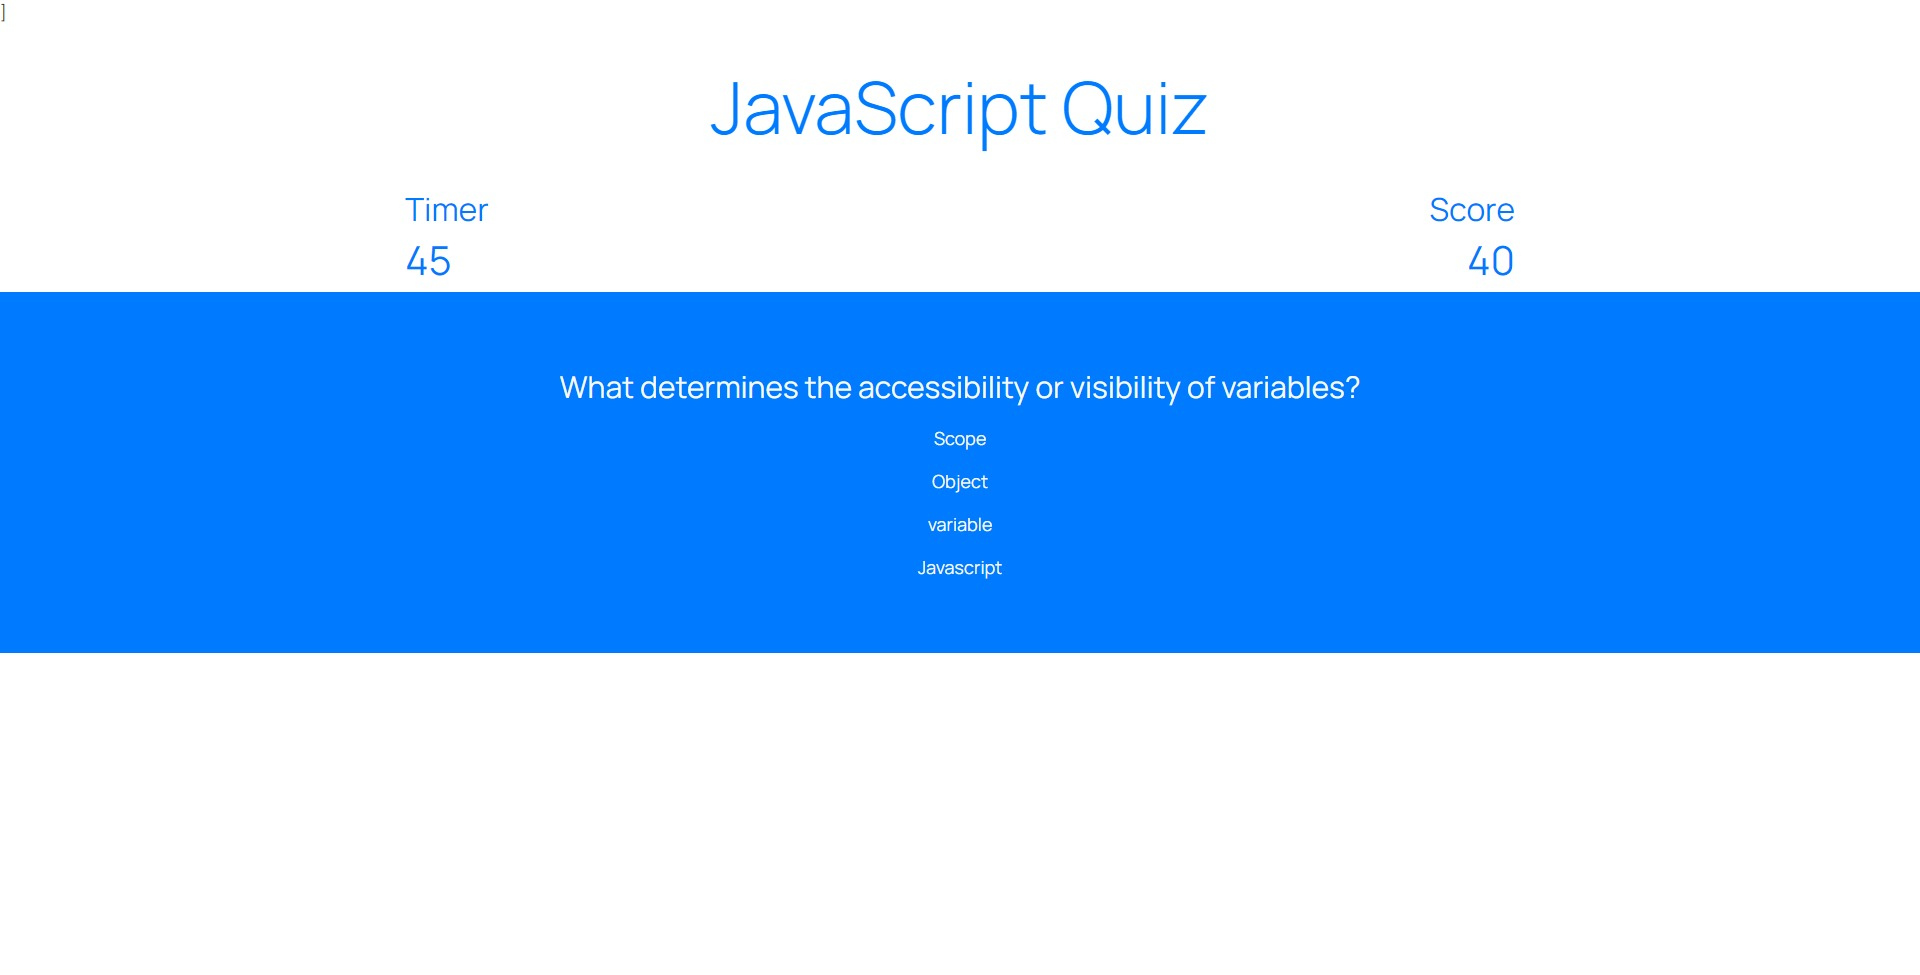 ]
JavaScript Quiz
Timer
Score
45
40
What determines the accessibility or visibility of variables?
Scope
Object
variable
Javascript